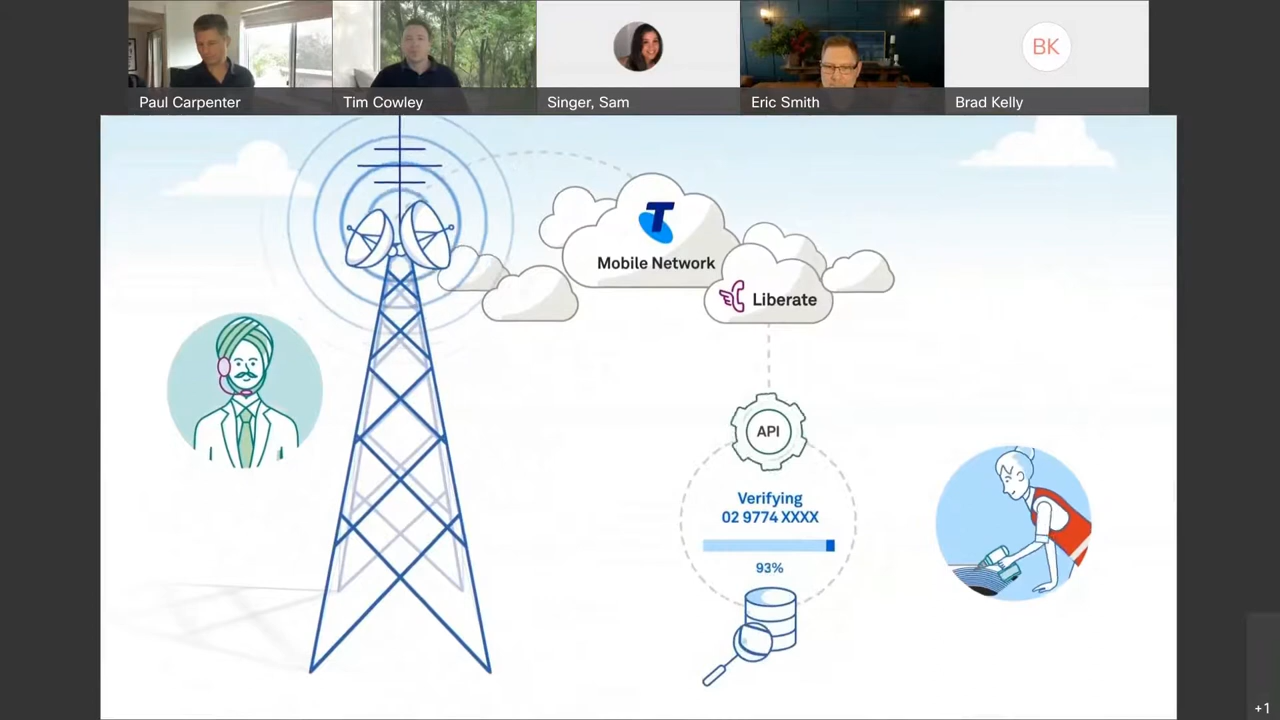 Paul Carpenter
Tim Cowley
Singer, Sam
Eric Smith
BK
Brad Kelly
T
Mobile Network
Liberate
API
Verifying
02 9774 XXXX
93%
+1